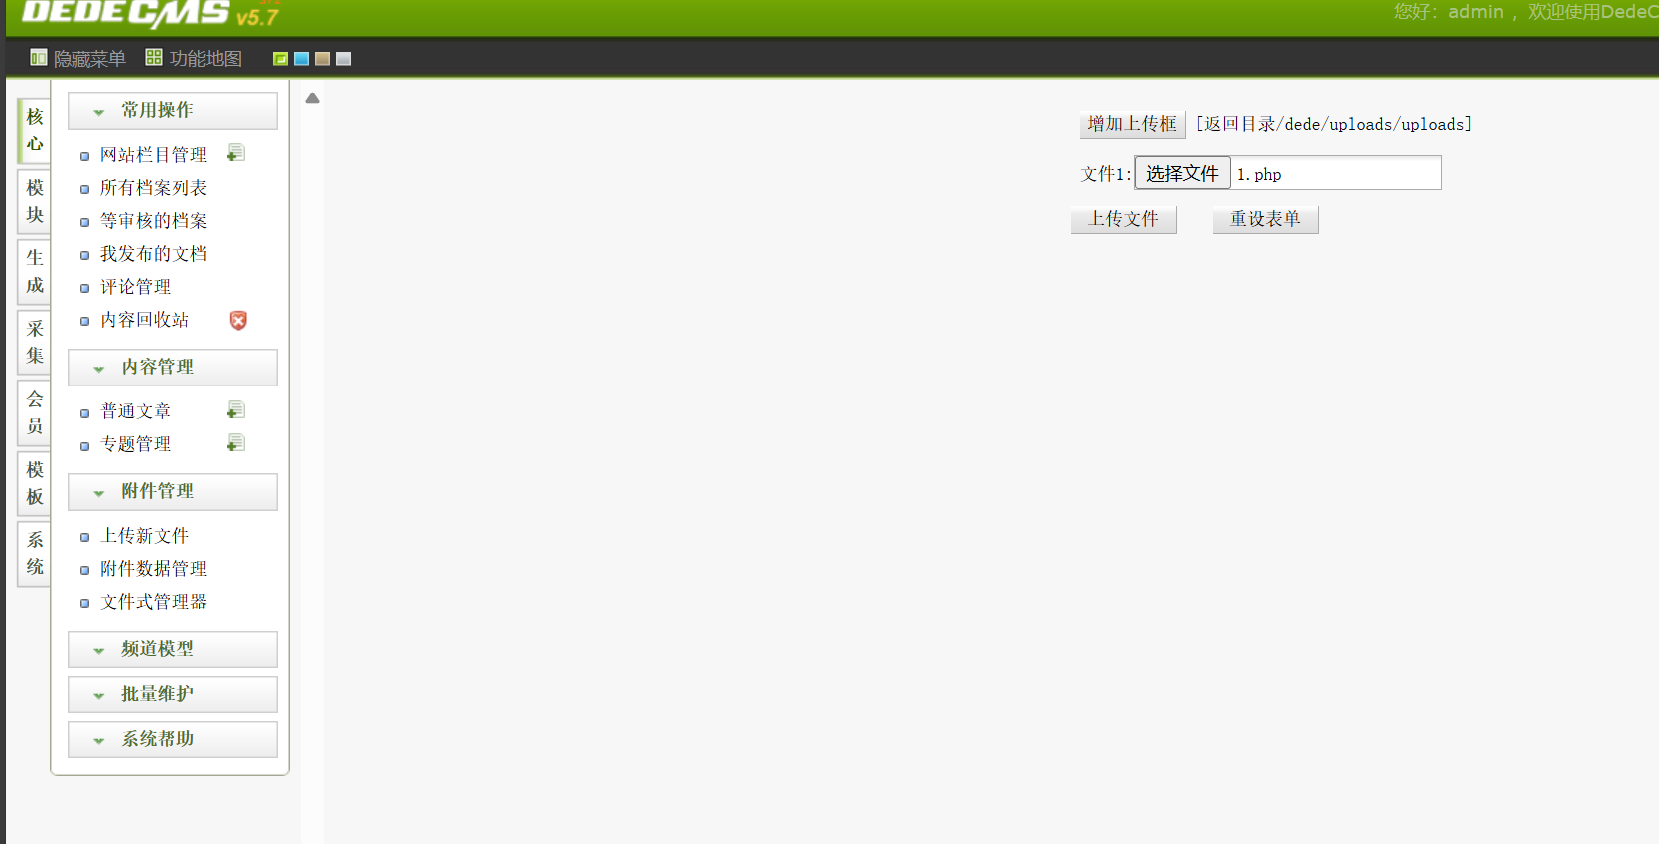 DEDECMS v5.7
您好：admin ，欢迎使用DedeC
隐藏菜单 功能地图
核心
模块
生成
采集
会员
模板
系统
常用操作
网站栏目管理
所有档案列表
等审核的档案
我发布的文档
评论管理
内容回收站
内容管理
普通文章
专题管理
附件管理
上传新文件
附件数据管理
文件式管理器
频道模型
批量维护
系统帮助
增加上传框 [返回目录/dede/uploads/uploads]
文件1: 选择文件 1.php
上传文件 重设表单